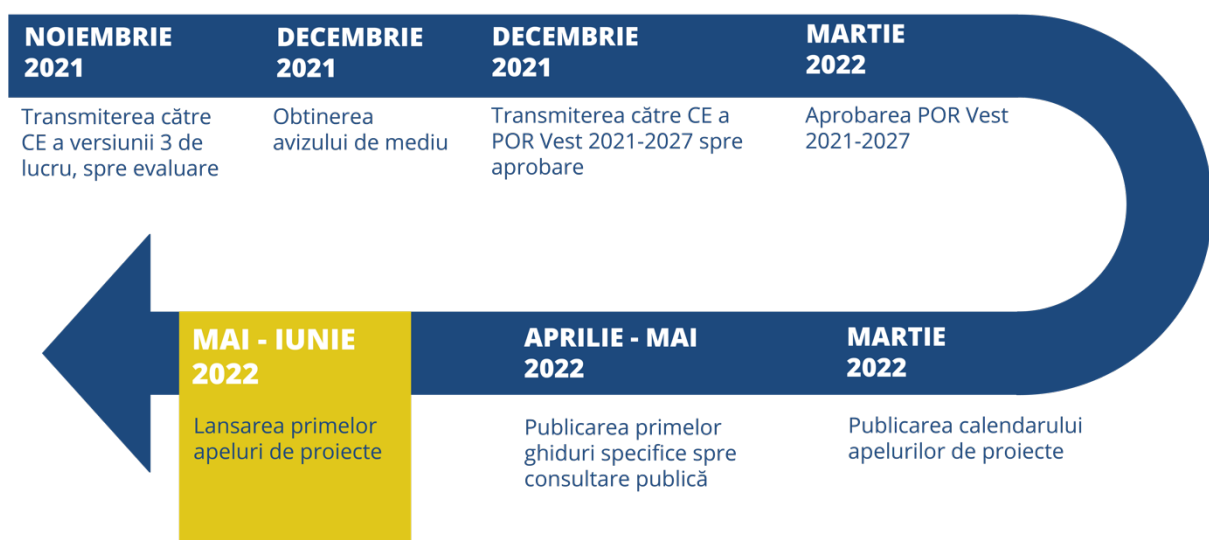 NOIEMBRIE
2021
Transmiterea către
CE a versiunii 3 de
lucru, spre evaluare
DECEMBRIE
2021
Obtinerea
avizului de mediu
DECEMBRIE
2021
Transmiterea către CE a
POR Vest 2021-2027 spre
aprobare
MARTIE
2022
Aprobarea POR Vest
2021-2027
MARTIE
2022
Publicarea calendarului
apelurilor de proiecte
APRILIE - MAI
2022
Publicarea primelor
ghiduri specifice spre
consultare publică
MAI - IUNIE
2022
Lansarea primelor
apeluri de proiecte